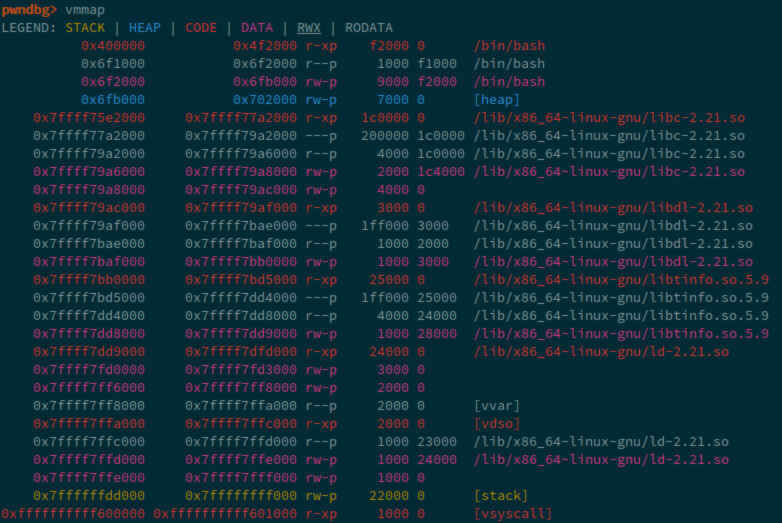 pwndbg> vmmap
LEGEND: STACK | HEAP | CODE | DATA | RWX | RODATA
0x400000 0x4f2000 r-xp f2000 0 /bin/bash
0x6f1000 0x6f2000 r--p 1000 f1000 /bin/bash
0x6f2000 0x6fb000 rw-p 9000 f2000 /bin/bash
0x6fb000 0x702000 rw-p 7000 0 [heap]
0x7ffff75e2000 0x7ffff77a2000 r-xp 1c0000 0 /lib/x86_64-linux-gnu/libc-2.21.so
0x7ffff77a2000 0x7ffff79a2000 ---p 200000 1c0000 /lib/x86_64-linux-gnu/libc-2.21.so
0x7ffff79a2000 0x7ffff79a6000 r--p 4000 1c0000 /lib/x86_64-linux-gnu/libc-2.21.so
0x7ffff79a6000 0x7ffff79a8000 rw-p 2000 1c4000 /lib/x86_64-linux-gnu/libc-2.21.so
0x7ffff79a8000 0x7ffff79ac000 rw-p 4000 0
0x7ffff79ac000 0x7ffff79af000 r-xp 3000 0 /lib/x86_64-linux-gnu/libdl-2.21.so
0x7ffff79af000 0x7ffff7bae000 ---p 1ff000 3000 /lib/x86_64-linux-gnu/libdl-2.21.so
0x7ffff7bae000 0x7ffff7baf000 r--p 1000 2000 /lib/x86_64-linux-gnu/libdl-2.21.so
0x7ffff7baf000 0x7ffff7bb0000 rw-p 1000 3000 /lib/x86_64-linux-gnu/libdl-2.21.so
0x7ffff7bb0000 0x7ffff7bd5000 r-xp 25000 0 /lib/x86_64-linux-gnu/libtinfo.so.5.9
0x7ffff7bd5000 0x7ffff7dd4000 ---p 1ff000 25000 /lib/x86_64-linux-gnu/libtinfo.so.5.9
0x7ffff7dd4000 0x7ffff7dd8000 r--p 4000 24000 /lib/x86_64-linux-gnu/libtinfo.so.5.9
0x7ffff7dd8000 0x7ffff7dd9000 rw-p 1000 28000 /lib/x86_64-linux-gnu/libtinfo.so.5.9
0x7ffff7dd9000 0x7ffff7dfd000 r-xp 24000 0 /lib/x86_64-linux-gnu/ld-2.21.so
0x7ffff7fd0000 0x7ffff7fd3000 rw-p 3000 0
0x7ffff7ff6000 0x7ffff7ff8000 rw-p 2000 0
0x7ffff7ff8000 0x7ffff7ffa000 r--p 2000 0 [vvar]
0x7ffff7ffa000 0x7ffff7ffc000 r-xp 2000 0 [vdso]
0x7ffff7ffc000 0x7ffff7ffd000 r--p 1000 23000 /lib/x86_64-linux-gnu/ld-2.21.so
0x7ffff7ffd000 0x7ffff7ffe000 rw-p 1000 24000 /lib/x86_64-linux-gnu/ld-2.21.so
0x7ffff7ffe000 0x7ffff7fff000 rw-p 1000 0
0x7ffffffdd000 0x7ffffffff000 rw-p 22000 0 [stack]
0xffffffffff600000 0xffffffffff601000 r-xp 1000 0 [vsyscall]